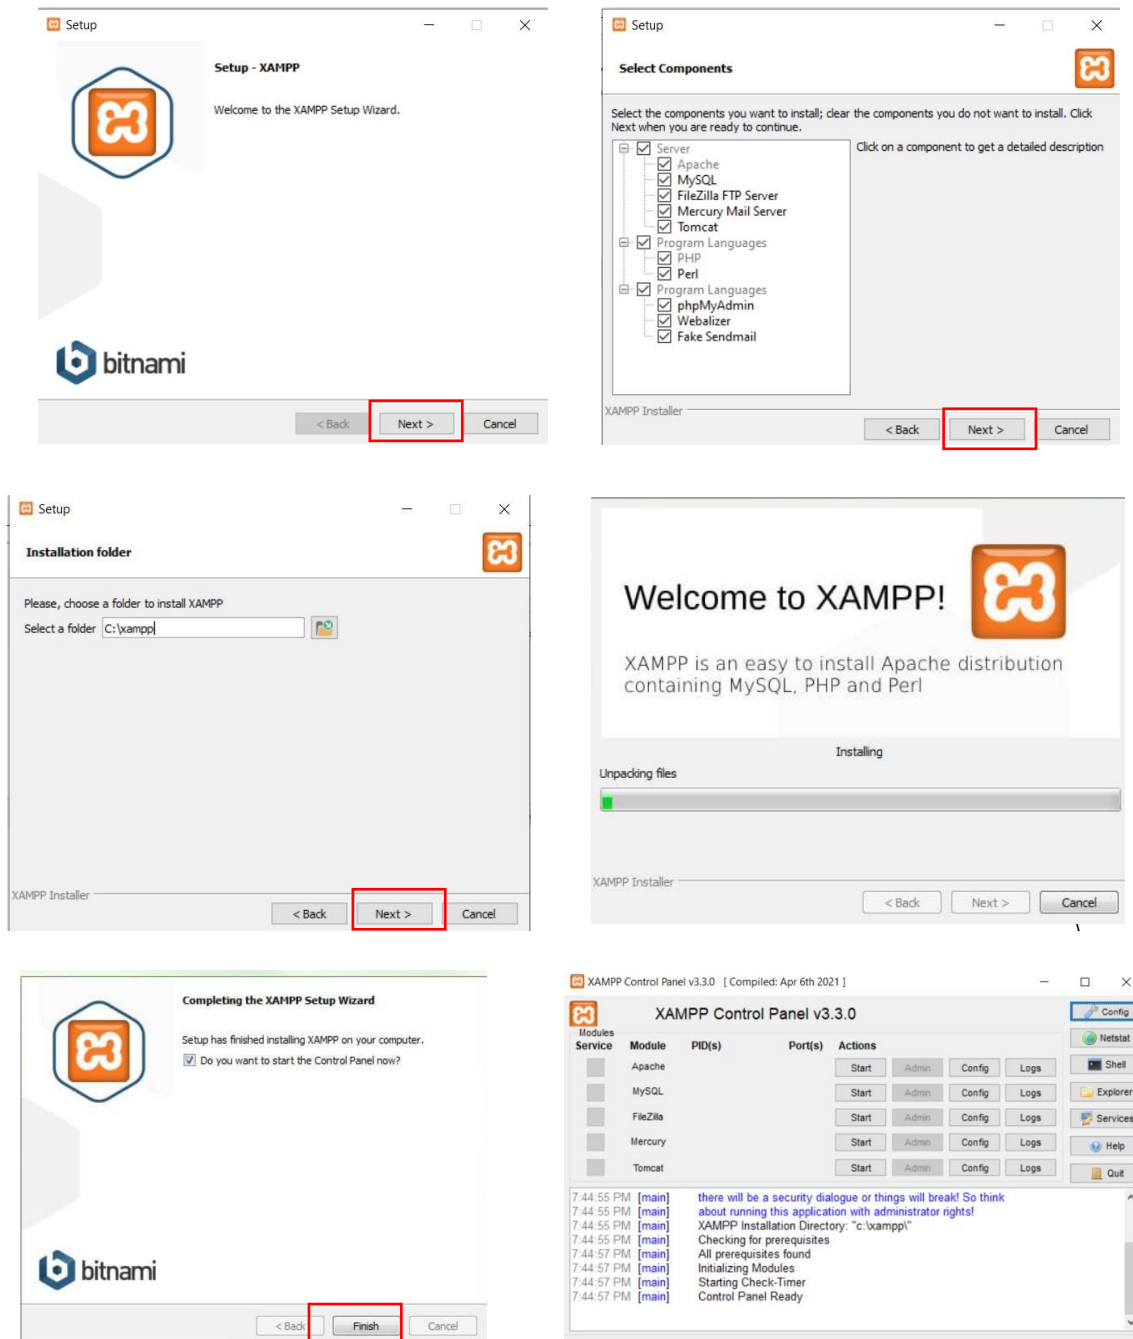 Setup
Setup - XAMPP
Welcome to the XAMPP Setup Wizard.
bitnami
< Back Next > Cancel
Setup
Select Components
Select the components you want to install; clear the components you do not want to install. Click
Next when you are ready to continue.
Server
Apache
MySQL
FileZilla FTP Server
Mercury Mail Server
Tomcat
Program Languages
PHP
Perl
Program Languages
phpMyAdmin
Webalizer
Fake Sendmail
Click on a component to get a detailed description
XAMPP Installer
< Back Next > Cancel
Setup
Installation folder
Please, choose a folder to install XAMPP
Select a folder C:\xampp
XAMPP Installer
< Back Next > Cancel
Welcome to XAMPP!
XAMPP is an easy to install Apache distribution
containing MySQL, PHP and Perl
Installing
Unpacking files
XAMPP Installer
< Back Next > Cancel
\
Completing the XAMPP Setup Wizard
Setup has finished installing XAMPP on your computer.
Do you want to start the Control Panel now?
bitnami
< Back Finish Cancel
XAMPP Control Panel v3.3.0 [ Compiled: Apr 6th 2021 ]
XAMPP Control Panel v3.3.0
Config
Modules
Service Module PID(s) Port(s) Actions
Netstat
Apache Start Admin Config Logs
Shell
MySQL Start Admin Config Logs
Explorer
FileZilla Start Admin Config Logs
Services
Mercury Start Admin Config Logs
Help
Tomcat Start Admin Config Logs
Quit
7:44:55 PM [main] there will be a security dialogue or things will break! So think
7:44:55 PM [main] about running this application with administrator rights!
7:44:55 PM [main] XAMPP Installation Directory: "c:\xampp\"
7:44:55 PM [main] Checking for prerequisites
7:44:57 PM [main] All prerequisites found
7:44:57 PM [main] Initializing Modules
7:44:57 PM [main] Starting Check-Timer
7:44:57 PM [main] Control Panel Ready